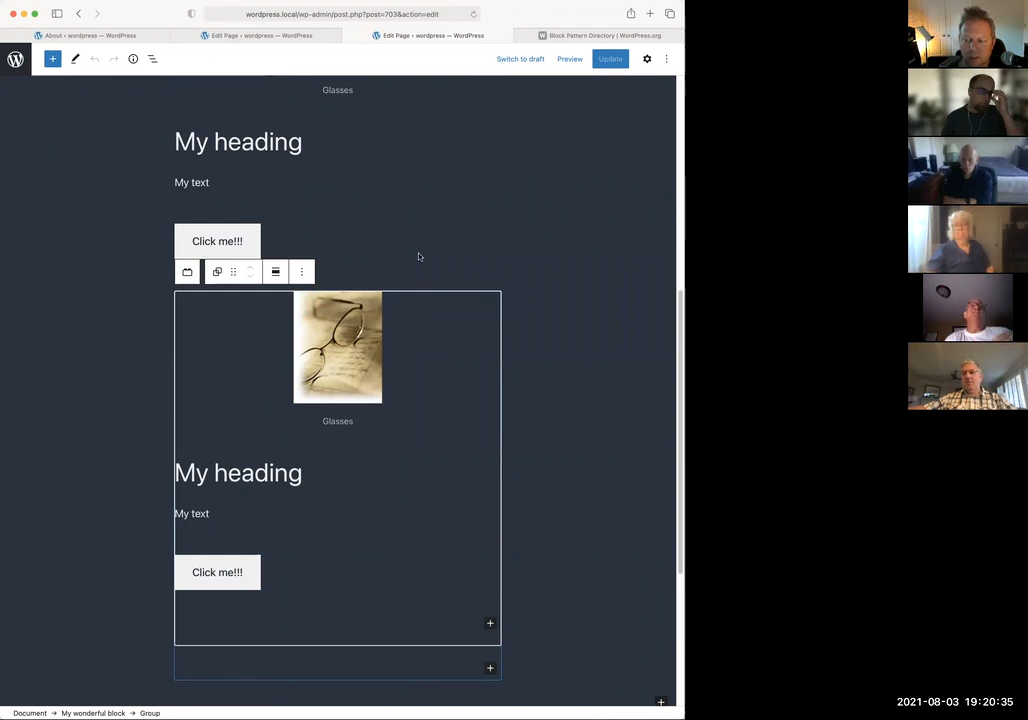 wordpress.local/wp-admin/post.php?post=703&action=edit
About ‹ wordpress — WordPress
Edit Page ‹ wordpress — WordPress
Edit Page ‹ wordpress — WordPress
Block Pattern Directory | WordPress.org
Switch to draft
Preview
Update
Glasses
My heading
My text
Click me!!!
Glasses
My heading
My text
Click me!!!
Document → My wonderful block → Group
2021-08-03 19:20:35